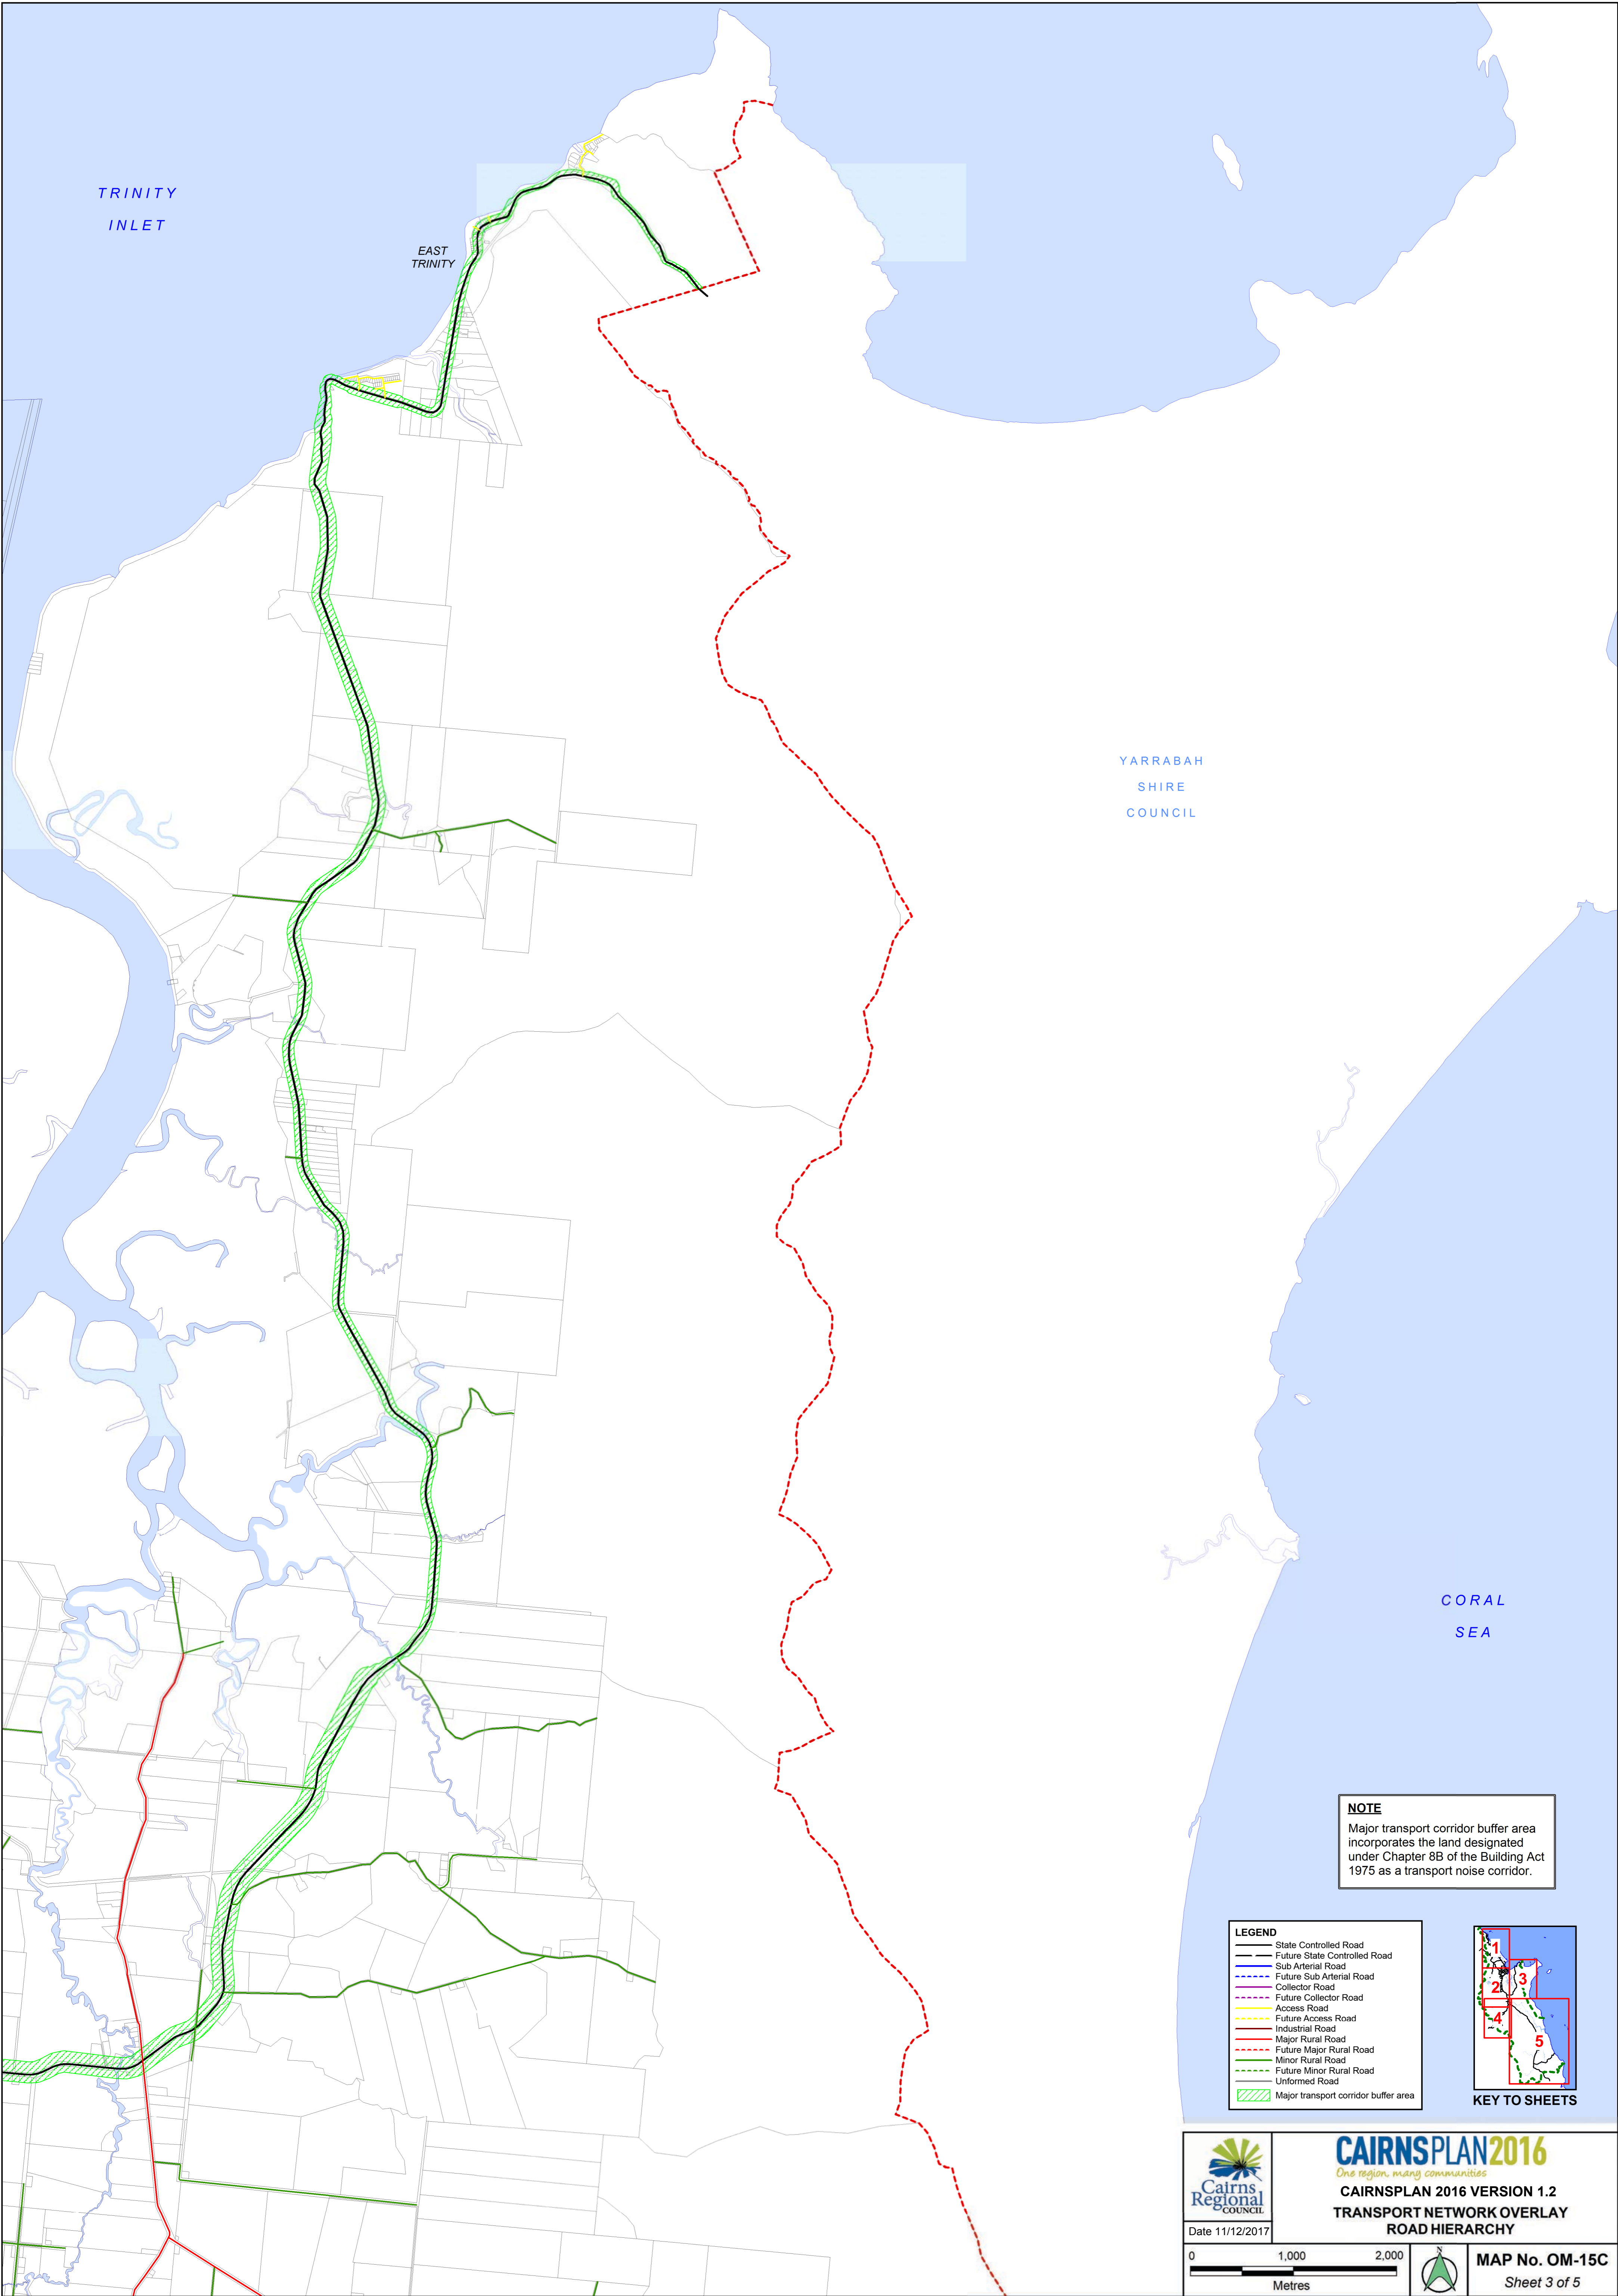 TRINITY
INLET
EAST
TRINITY
YARRABAH
SHIRE
COUNCIL
CORAL
SEA
NOTE
Major transport corridor buffer area
incorporates the land designated
under Chapter 8B of the Building Act
1975 as a transport noise corridor.
LEGEND
State Controlled Road
Future State Controlled Road
Sub Arterial Road
Future Sub Arterial Road
Collector Road
Future Collector Road
Access Road
Future Access Road
Industrial Road
Major Rural Road
Future Major Rural Road
Minor Rural Road
Future Minor Rural Road
Unformed Road
Major transport corridor buffer area
1
2
3
4
5
KEY TO SHEETS
Cairns
Regional
COUNCIL
Date 11/12/2017
CAIRNSPLAN2016
One region, many communities
CAIRNSPLAN 2016 VERSION 1.2
TRANSPORT NETWORK OVERLAY
ROAD HIERARCHY
0 1,000 2,000
Metres
N
MAP No. OM-15C
Sheet 3 of 5